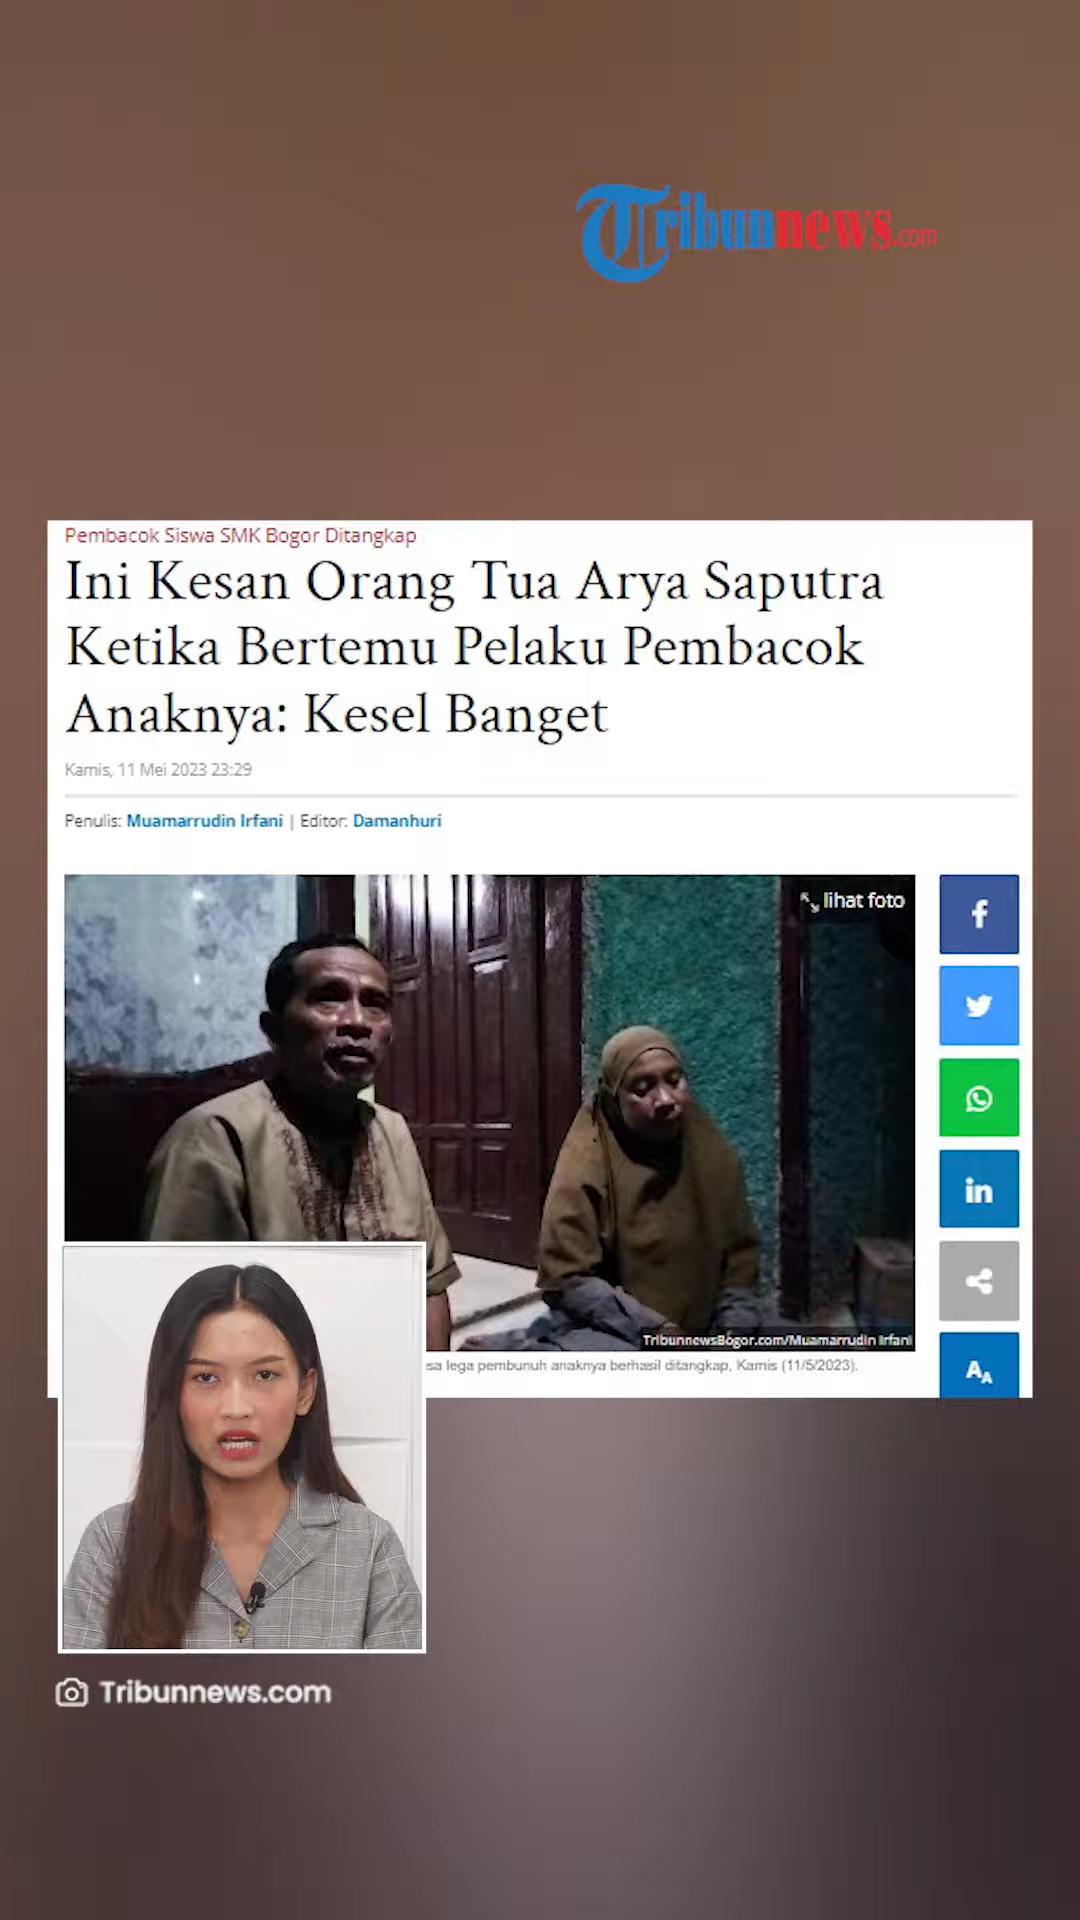 Tribunnews.com
Pembacok Siswa SMK Bogor Ditangkap
Ini Kesan Orang Tua Arya Saputra
Ketika Bertemu Pelaku Pembacok
Anaknya: Kesel Banget
Kamis, 11 Mei 2023 23:29
Penulis: Muamarrudin Irfani | Editor: Damanhuri
lihat foto
f
in
TribunnewsBogor.com/Muamarrudin Irfani
lega pembunuh anaknya berhasil ditangkap, Kamis (11/5/2023).
AA
Tribunnews.com